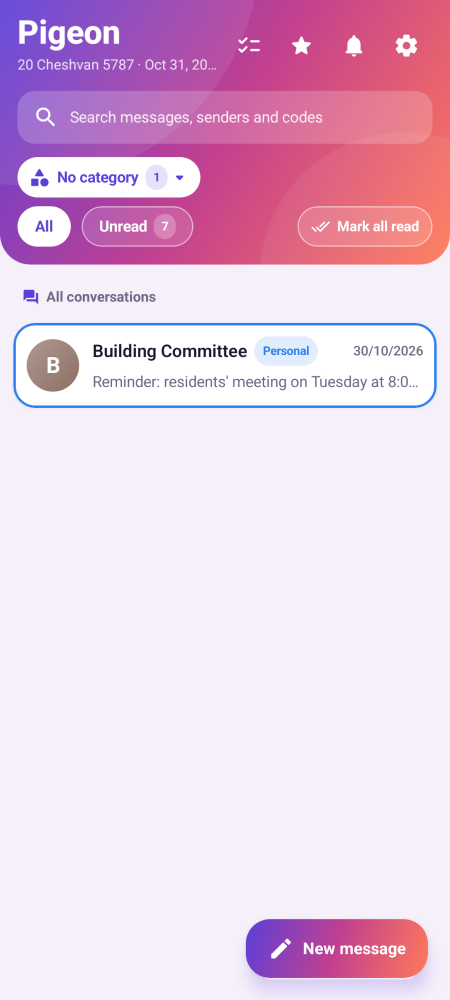 Pigeon
20 Cheshvan 5787 · Oct 31, 20…
Search messages, senders and codes
No category 1
All Unread 7 Mark all read
All conversations
B Building Committee Personal 30/10/2026
Reminder: residents' meeting on Tuesday at 8:0…
New message